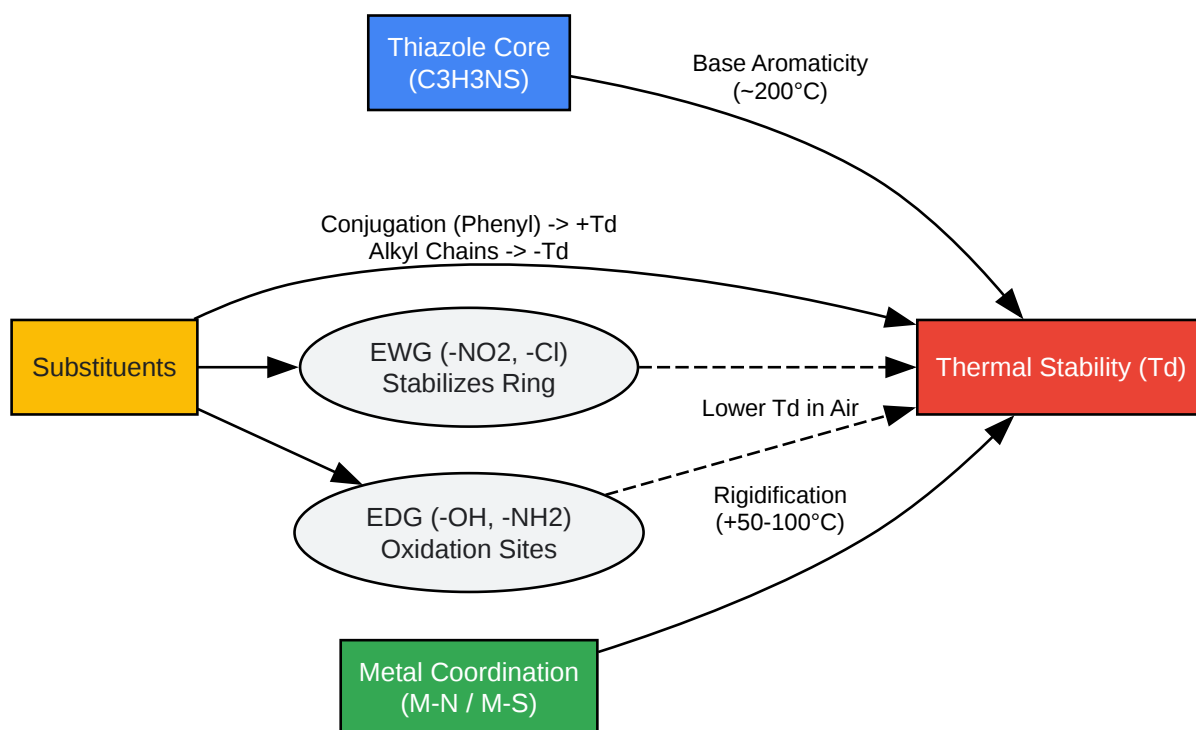 Thiazole Core
(C3H3NS)
Base Aromaticity
(~200°C)
Conjugation (Phenyl) -> +Td
Alkyl Chains -> -Td
Substituents
EWG (-NO2, -Cl)
Stabilizes Ring
Thermal Stability (Td)
Lower Td in Air
EDG (-OH, -NH2)
Oxidation Sites
Rigidification
(+50-100°C)
Metal Coordination
(M-N / M-S)